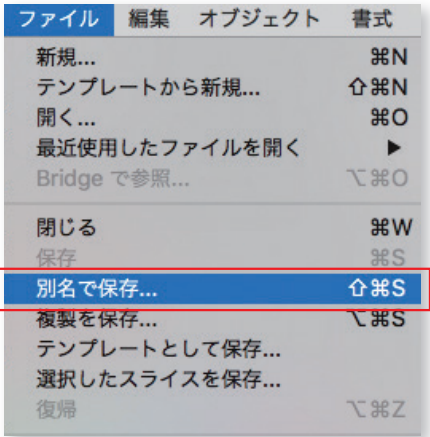 ファイル 編集 オブジェクト 書式
新規... ⌘N
テンプレートから新規... ⇧⌘N
開く... ⌘O
最近使用したファイルを開く ▶
Bridge で参照... ⌥⌘O
閉じる ⌘W
保存 ⌘S
別名で保存... ⇧⌘S
複製を保存... ⌥⌘S
テンプレートとして保存...
選択したスライスを保存...
復帰 ⌥⌘Z